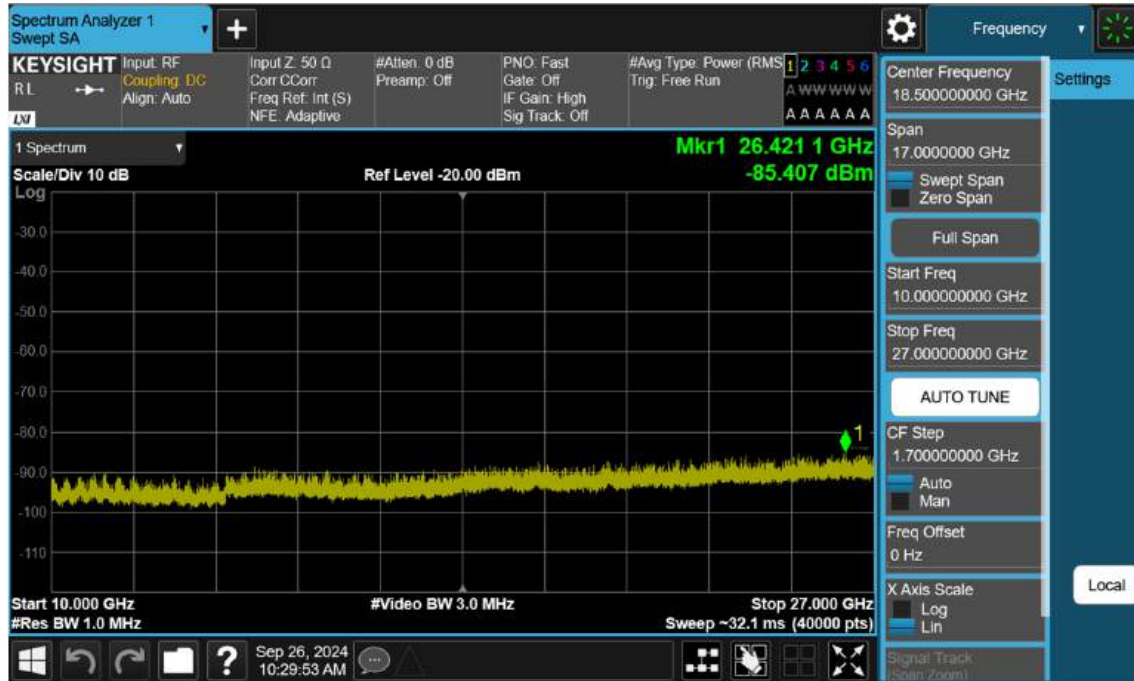 Spectrum Analyzer 1
Swept SA
+
Frequency
KEYSIGHT
RL
LXI
Input: RF
Coupling: DC
Align: Auto
Input Z: 50 Ω
Corr CCorr
Freq Ref: Int (S)
NFE: Adaptive
#Atten: 0 dB
Preamp: Off
PNO: Fast
Gate: Off
IF Gain: High
Sig Track: Off
#Avg Type: Power (RMS
Trig: Free Run
1 2 3 4 5 6
A W W W W W
A A A A A A
1 Spectrum
Scale/Div 10 dB
Ref Level -20.00 dBm
Mkr1 26.421 1 GHz
-85.407 dBm
Log
-30.0
-40.0
-50.0
-60.0
-70.0
-80.0
-90.0
-100
-110
1
Start 10.000 GHz
#Res BW 1.0 MHz
#Video BW 3.0 MHz
Stop 27.000 GHz
Sweep ~32.1 ms (40000 pts)
Center Frequency
18.500000000 GHz
Span
17.0000000 GHz
Swept Span
Zero Span
Full Span
Start Freq
10.000000000 GHz
Stop Freq
27.000000000 GHz
AUTO TUNE
CF Step
1.700000000 GHz
Auto
Man
Freq Offset
0 Hz
X Axis Scale
Log
Lin
Signal Track
(Span Zoom)
Settings
Local
?
Sep 26, 2024
10:29:53 AM